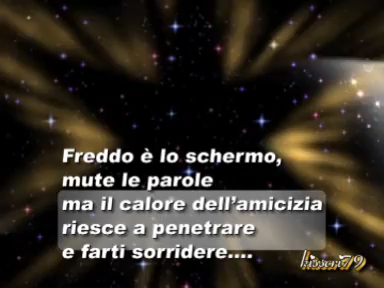 Freddo è lo schermo,
mute le parole
ma il calore dell'amicizia
riesce a penetrare
e farti sorridere....